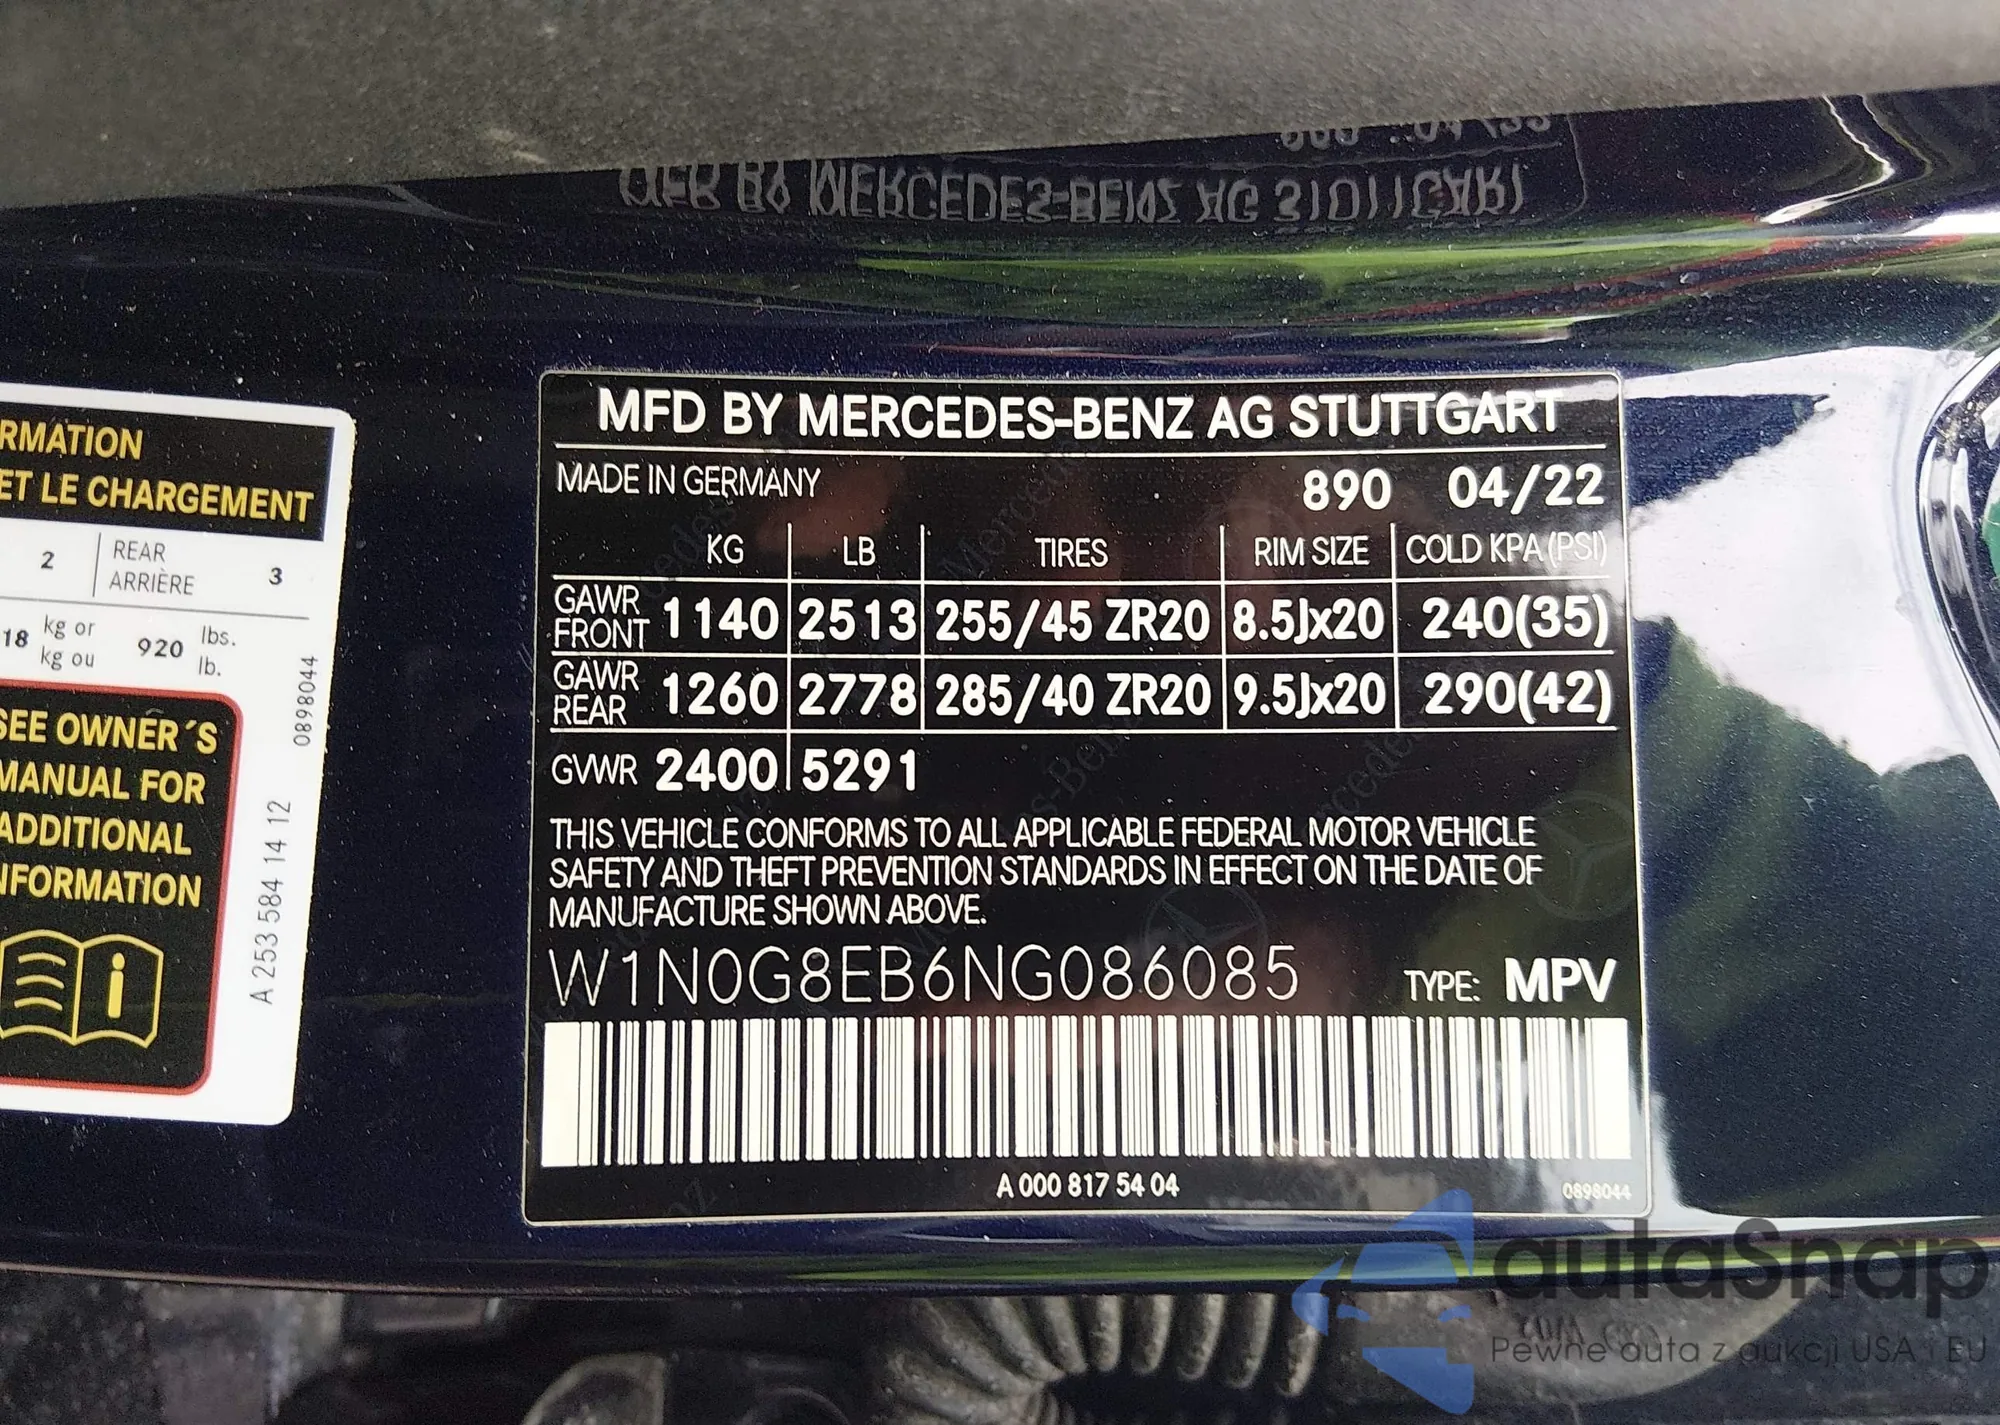 RMATION
ET LE CHARGEMENT
2 REAR ARRIÈRE 3
18 kg or kg ou 920 lbs. lb.
SEE OWNER´S
MANUAL FOR
ADDITIONAL
INFORMATION
A 253 584 14 12 0898044
MFD BY MERCEDES-BENZ AG STUTTGART
MADE IN GERMANY 890 04/22
KG LB TIRES RIM SIZE COLD KPA (PSI)
GAWR FRONT 1140 2513 255/45 ZR20 8.5Jx20 240(35)
GAWR REAR 1260 2778 285/40 ZR20 9.5Jx20 290(42)
GVWR 2400 5291
THIS VEHICLE CONFORMS TO ALL APPLICABLE FEDERAL MOTOR VEHICLE
SAFETY AND THEFT PREVENTION STANDARDS IN EFFECT ON THE DATE OF
MANUFACTURE SHOWN ABOVE.
W1N0G8EB6NG086085 TYPE: MPV
A 000 817 54 04 0898044
autaSnap
Pewne auta z aukcji USA i EU